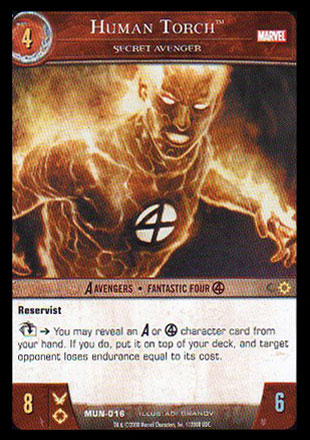 4
HUMAN TORCH™
MARVEL
SECRET AVENGER
4
A AVENGERS • FANTASTIC FOUR 4
Reservist
→ You may reveal an A or 4 character card from
your hand. If you do, put it on top of your deck, and target
opponent loses endurance equal to its cost.
8
MUN-016 ILLUS: ADI GRANOV
6